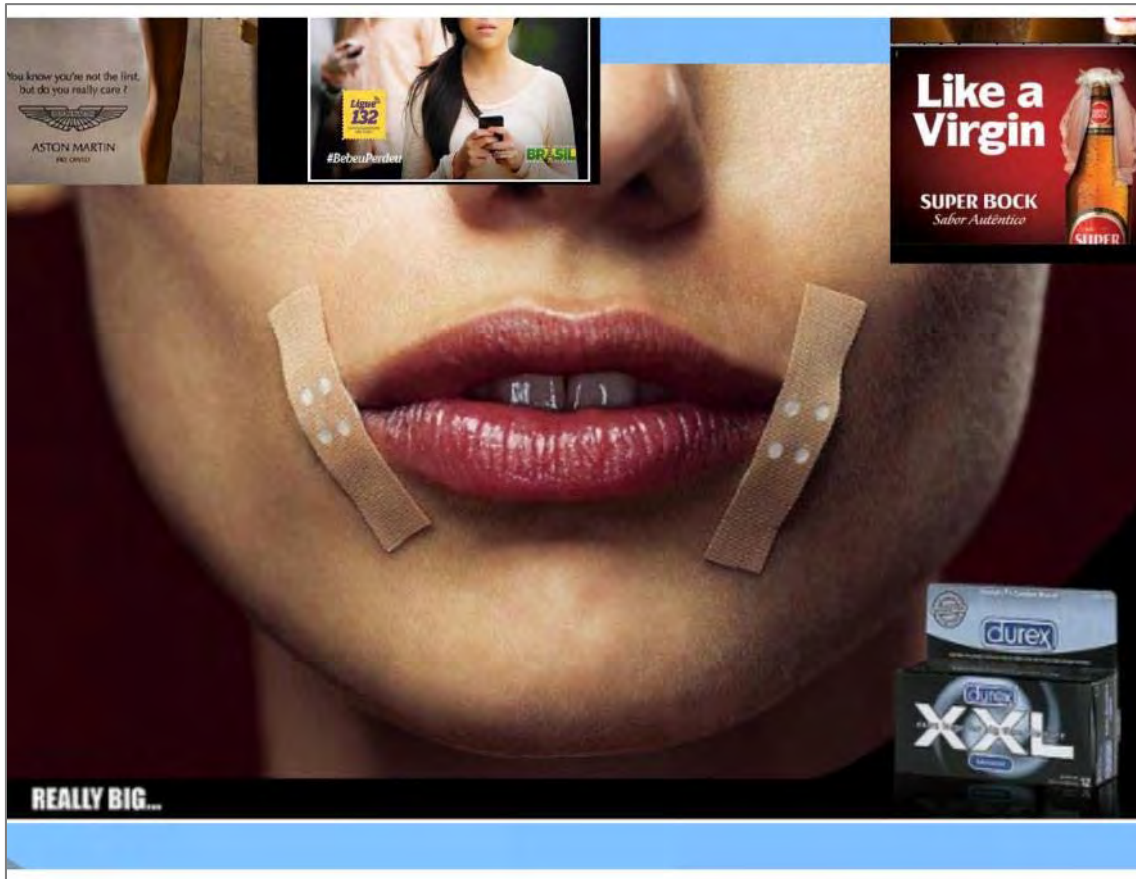 You know you're not the first,
but do you really care ?
ASTON MARTIN
Ligue
132
#BebeuPerdeu
BRASIL
Like a
Virgin
SUPER BOCK
Sabor Autêntico
SUPER
durex
durex
XXL
REALLY BIG...